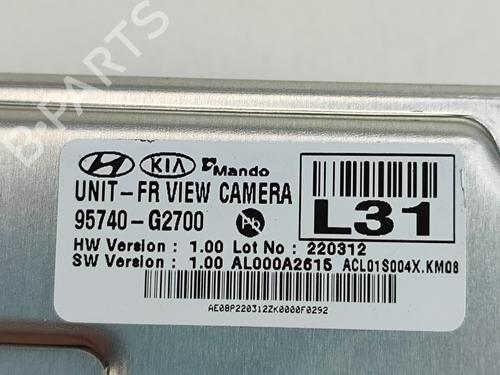 B-PARTS
HYUNDAI KIA Mando
UNIT-FR VIEW CAMERA
95740-G2700 Pb
L31
HW Version : 1.00 Lot No : 220312
SW Version : 1.00 AL000A2615 ACL01S004X.KM08
AE08P220312ZK0000F0292